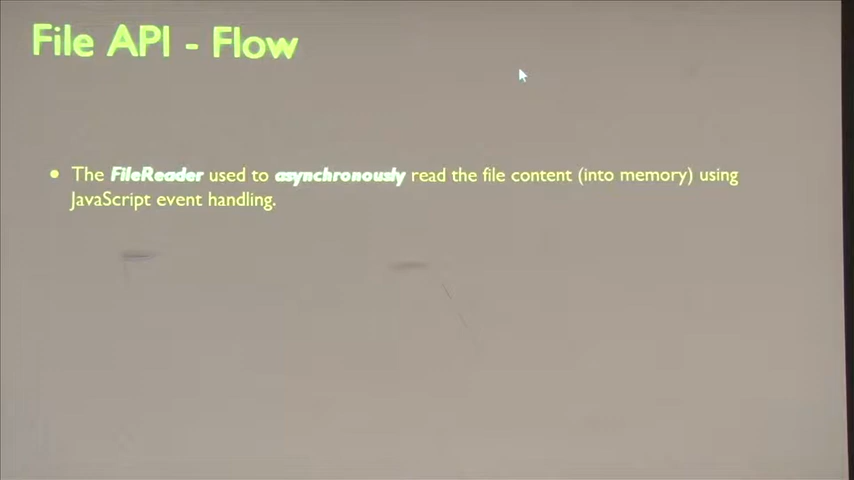 File API - Flow
• The FileReader used to asynchronously read the file content (into memory) using
JavaScript event handling.